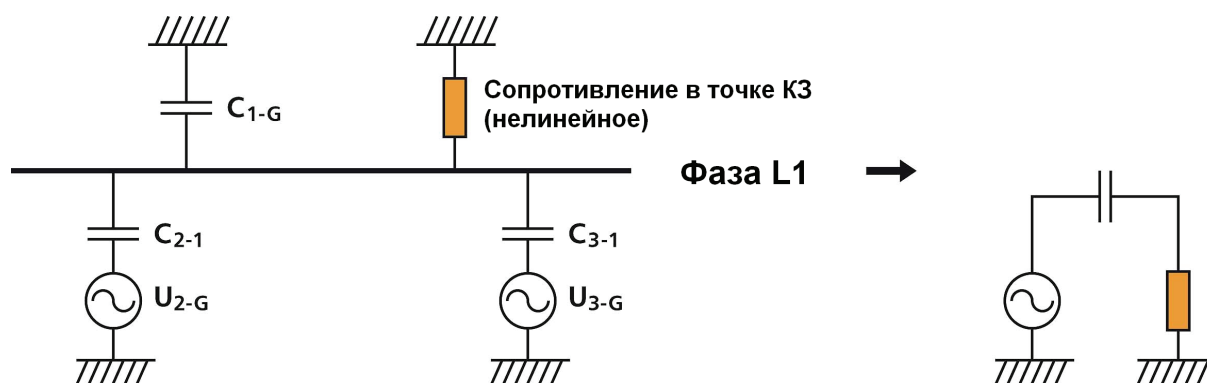 C1-G
Сопротивление в точке КЗ
(нелинейное)
Фаза L1
C2-1
C3-1
U2-G
U3-G